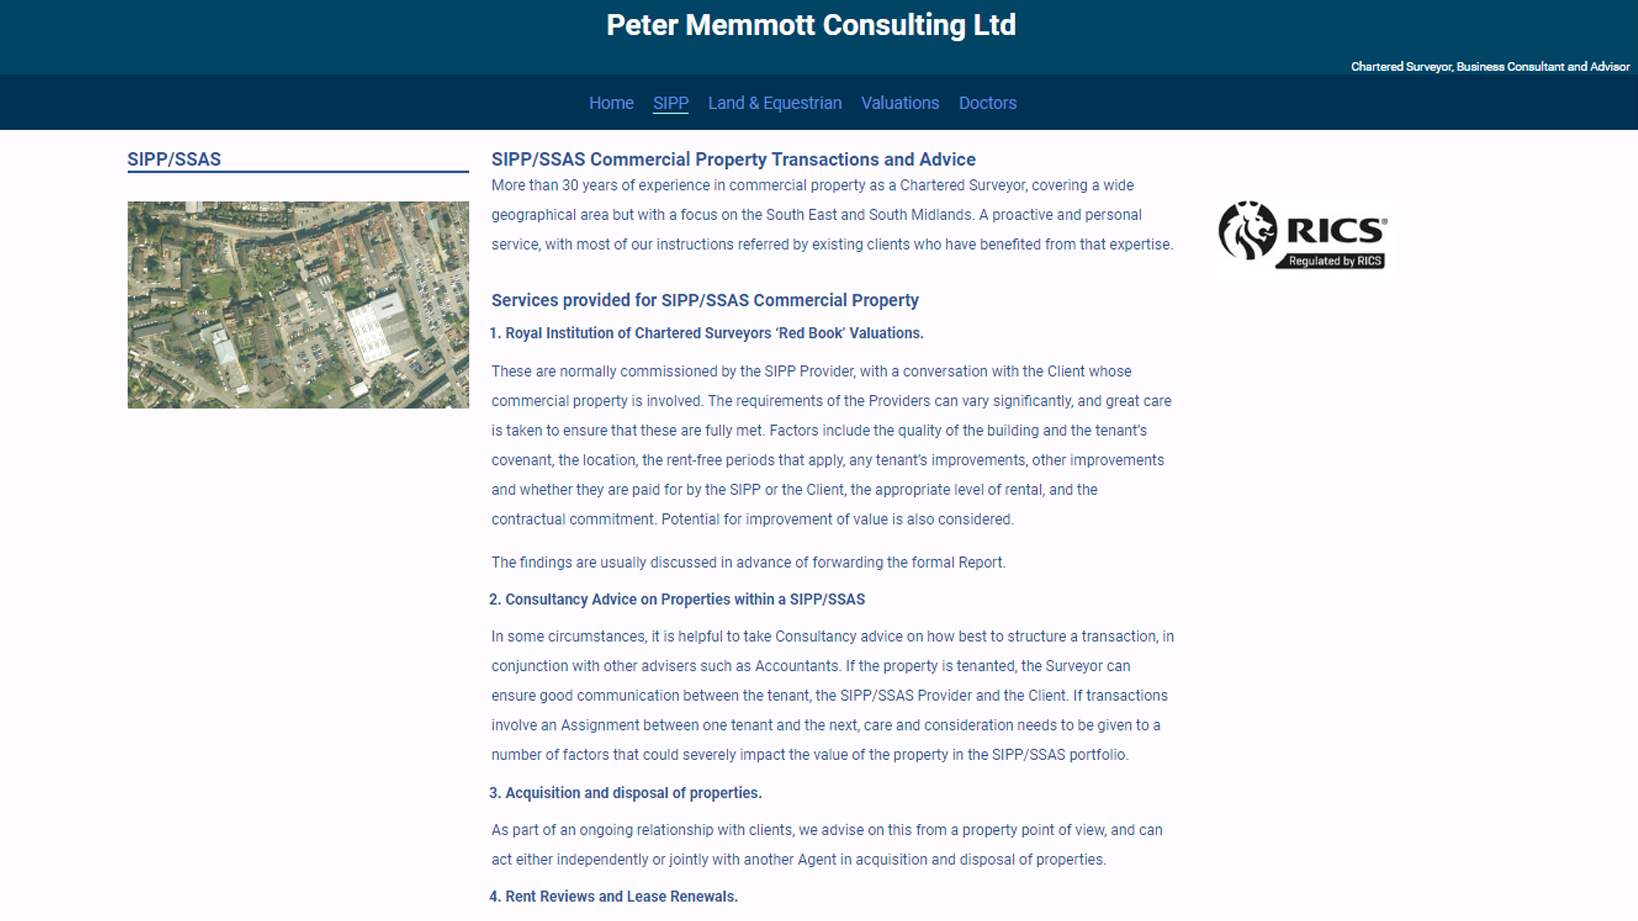 Peter Memmott Consulting Ltd
Chartered Surveyor, Business Consultant and Advisor
Home SIPP Land & Equestrian Valuations Doctors
SIPP/SSAS
SIPP/SSAS Commercial Property Transactions and Advice
More than 30 years of experience in commercial property as a Chartered Surveyor, covering a wide
geographical area but with a focus on the South East and South Midlands. A proactive and personal
service, with most of our instructions referred by existing clients who have benefited from that expertise.
RICS®
Regulated by RICS
Services provided for SIPP/SSAS Commercial Property
1. Royal Institution of Chartered Surveyors ‘Red Book’ Valuations.
These are normally commissioned by the SIPP Provider, with a conversation with the Client whose
commercial property is involved. The requirements of the Providers can vary significantly, and great care
is taken to ensure that these are fully met. Factors include the quality of the building and the tenant’s
covenant, the location, the rent-free periods that apply, any tenant’s improvements, other improvements
and whether they are paid for by the SIPP or the Client, the appropriate level of rental, and the
contractual commitment. Potential for improvement of value is also considered.
The findings are usually discussed in advance of forwarding the formal Report.
2. Consultancy Advice on Properties within a SIPP/SSAS
In some circumstances, it is helpful to take Consultancy advice on how best to structure a transaction, in
conjunction with other advisers such as Accountants. If the property is tenanted, the Surveyor can
ensure good communication between the tenant, the SIPP/SSAS Provider and the Client. If transactions
involve an Assignment between one tenant and the next, care and consideration needs to be given to a
number of factors that could severely impact the value of the property in the SIPP/SSAS portfolio.
3. Acquisition and disposal of properties.
As part of an ongoing relationship with clients, we advise on this from a property point of view, and can
act either independently or jointly with another Agent in acquisition and disposal of properties.
4. Rent Reviews and Lease Renewals.